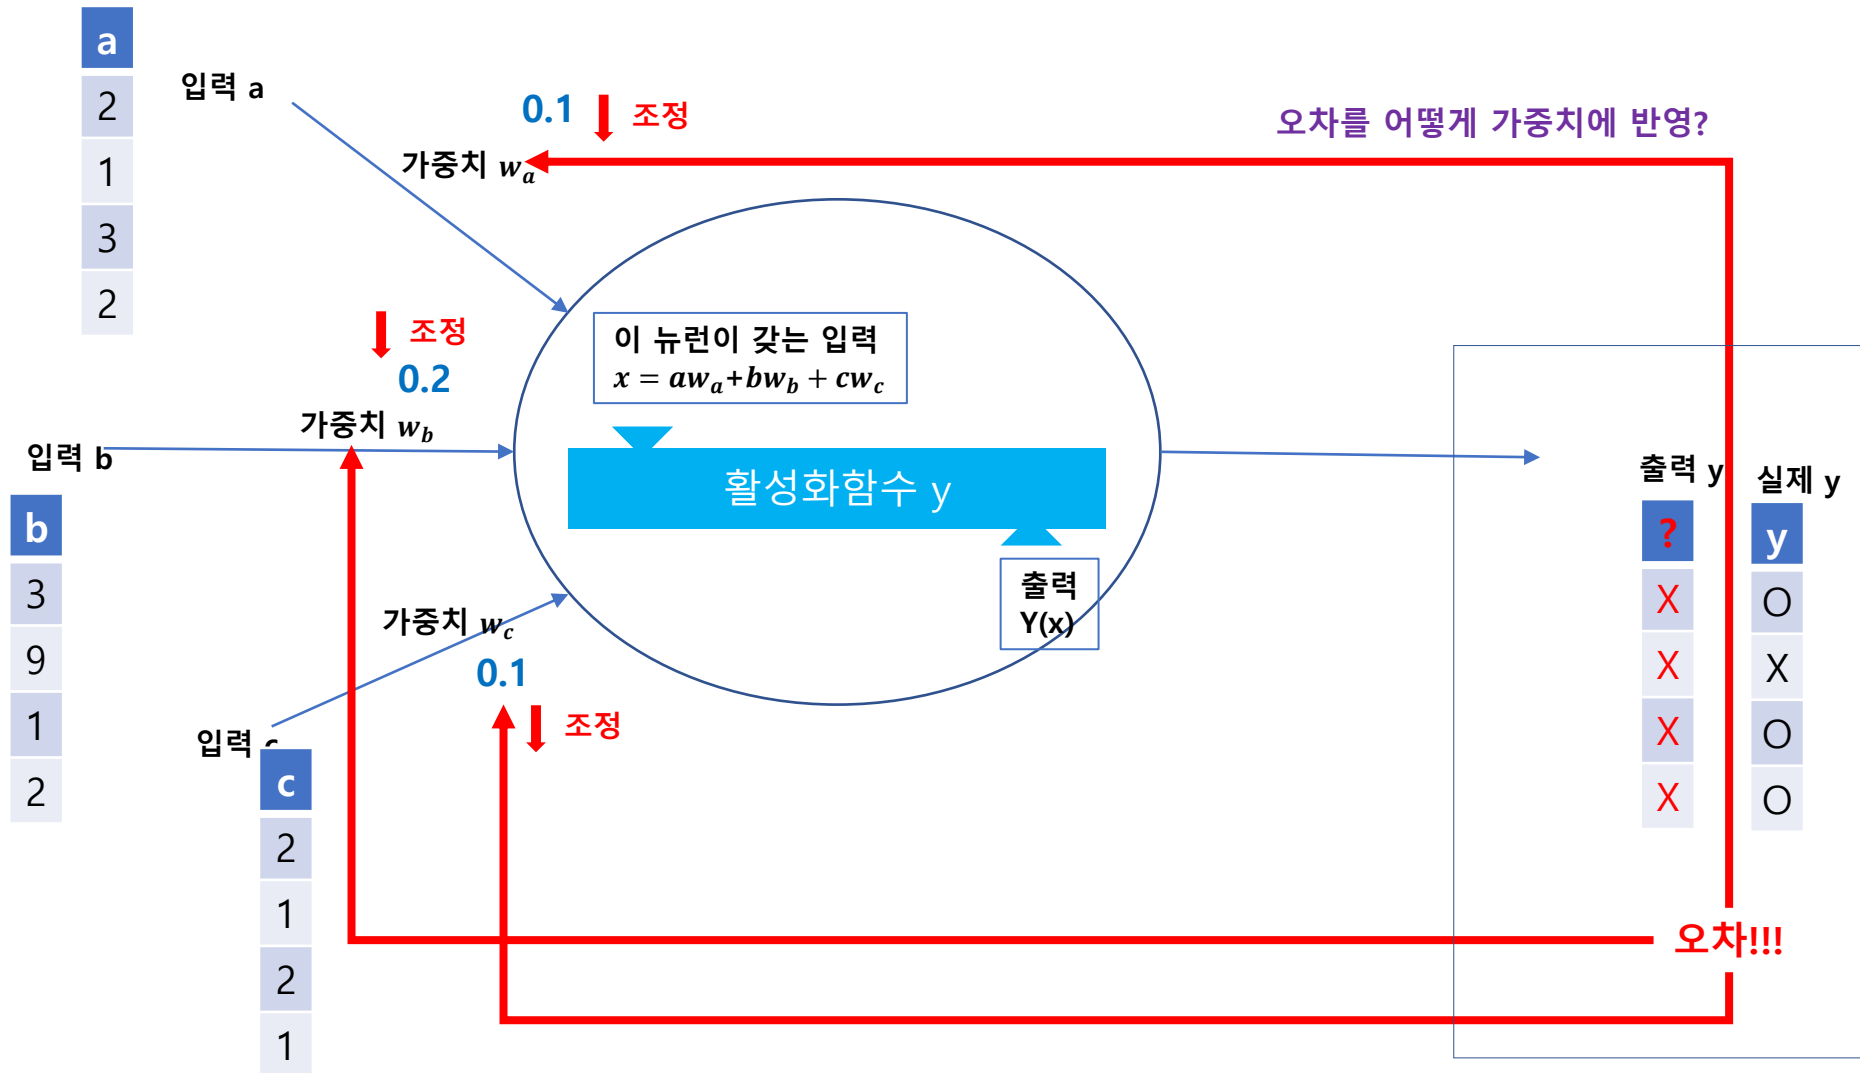 a
2
1
3
2
입력 a
0.1
조정
가중치 wa
오차를 어떻게 가중치에 반영?
조정
0.2
가중치 wb
입력 b
b
3
9
1
2
이 뉴런이 갖는 입력
x = awa+bwb + cwc
활성화함수 y
출력
Y(x)
가중치 wc
0.1
조정
입력 c
c
2
1
2
1
출력 y
?
X
X
X
X
실제 y
y
O
X
O
O
오차!!!